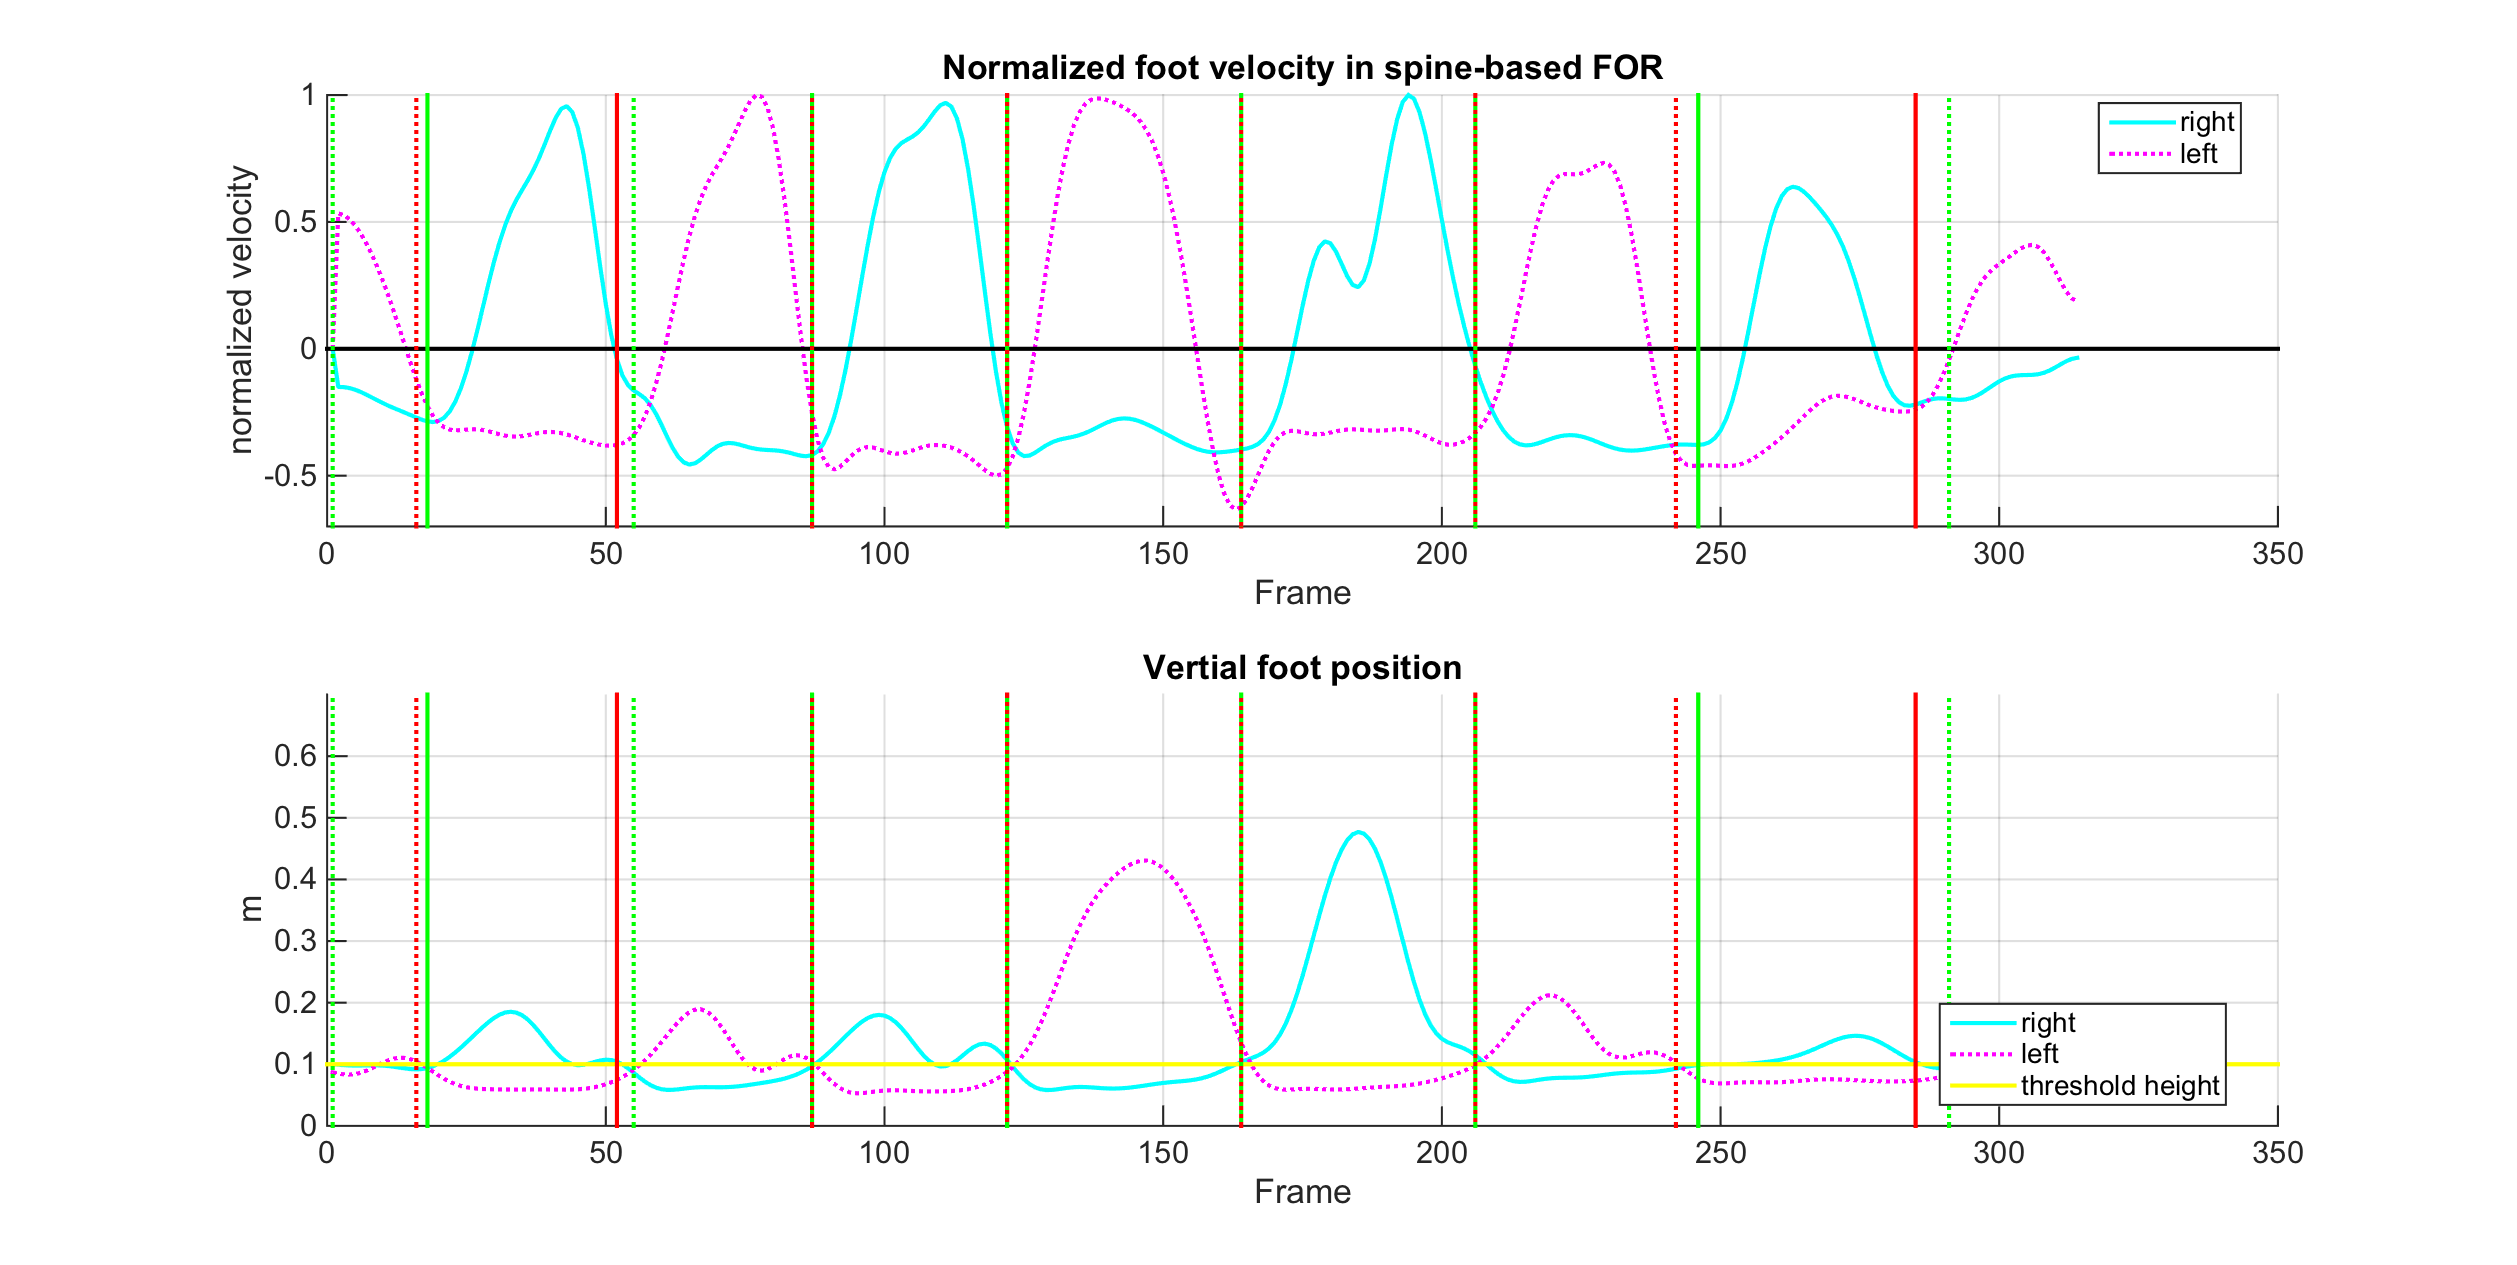 Normalized foot velocity in spine-based FOR
normalized velocity
1
0.5
0
-0.5
0 50 100 150 200 250 300 350
Frame
right
left
Vertial foot position
m
0.6
0.5
0.4
0.3
0.2
0.1
0
0 50 100 150 200 250 300 350
Frame
right
left
threshold height